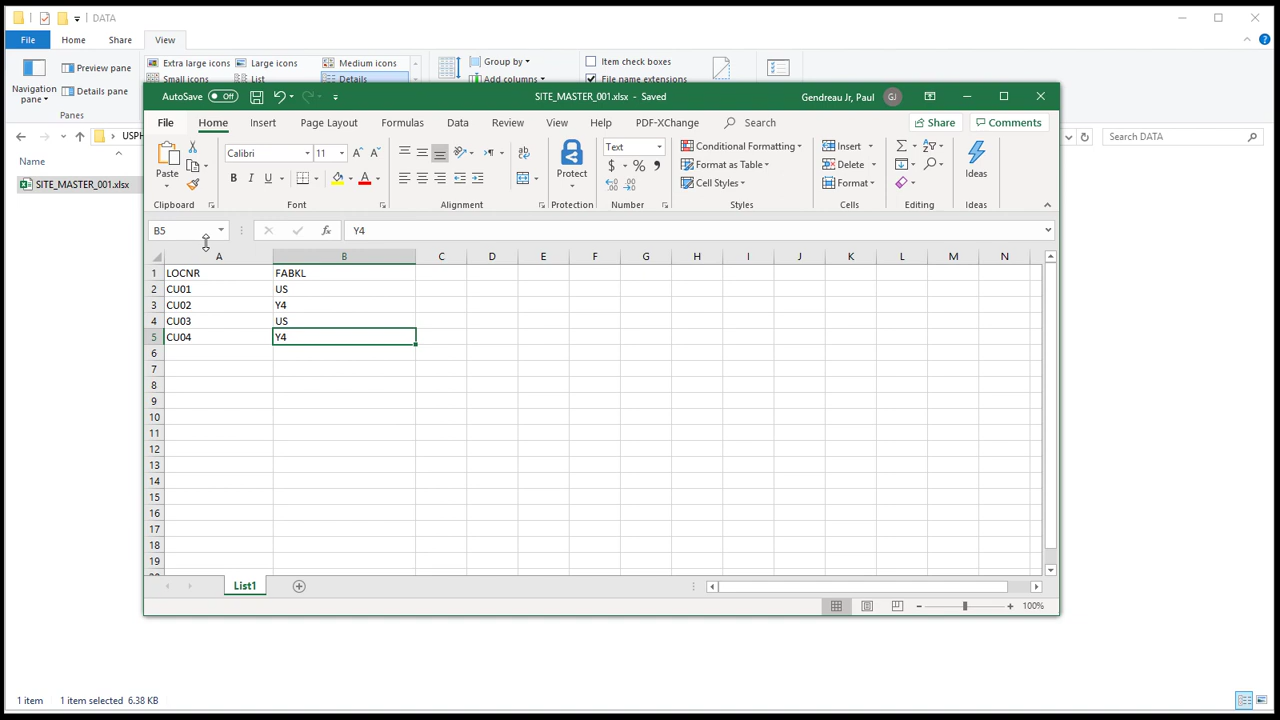 DATA
File Home Share View
Preview pane Extra large icons Large icons Medium icons Group by Item check boxes
Small icons List Details Add columns File name extensions
Navigation pane Details pane
Panes
AutoSave Off SITE_MASTER_001.xlsx - Saved Gendreau Jr, Paul GJ
USPH Search DATA
File Home Insert Page Layout Formulas Data Review View Help PDF-XChange Search Share Comments
Name
SITE_MASTER_001.xlsx
Paste Calibri 11 A A ab Protect Text Conditional Formatting Insert Ideas
B I U A $ % Format as Table Delete
Cell Styles Format
Clipboard Font Alignment Protection Number Styles Cells Editing Ideas
B5 fx Y4
A B C D E F G H I J K L M N
1 LOCNR FABKL
2 CU01 US
3 CU02 Y4
4 CU03 US
5 CU04 Y4
6
7
8
9
10
11
12
13
14
15
16
17
18
19
List1
100%
1 item 1 item selected 6.38 KB